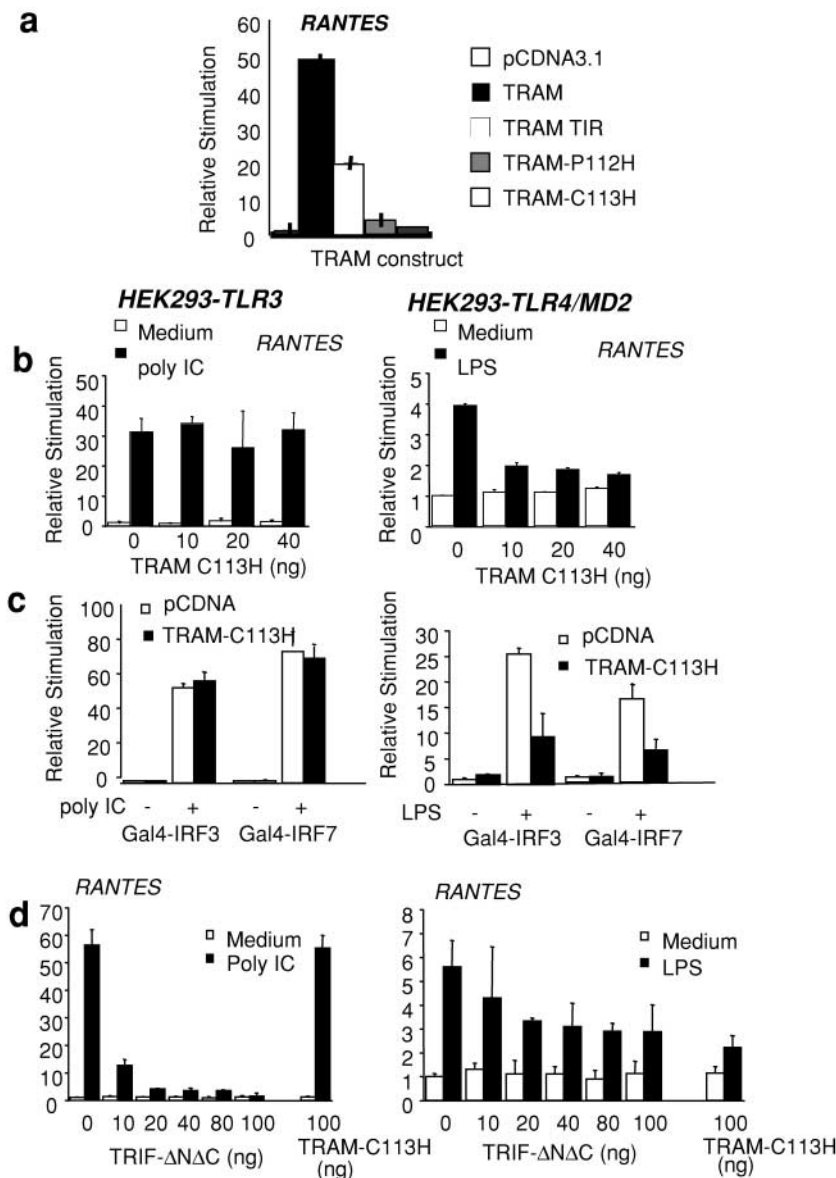 a
RANTES
Relative Stimulation
60
50
40
30
20
10
0
TRAM construct
pCDNA3.1
TRAM
TRAM TIR
TRAM-P112H
TRAM-C113H
b
HEK293-TLR3
Medium
poly IC
RANTES
Relative Stimulation
50
40
30
20
10
0
0 10 20 40
TRAM C113H (ng)
HEK293-TLR4/MD2
Medium
LPS
RANTES
Relative Stimulation
5
4
3
2
1
0
0 10 20 40
TRAM C113H (ng)
c
pCDNA
TRAM-C113H
Relative Stimulation
100
80
60
40
20
0
poly IC - + - +
Gal4-IRF3 Gal4-IRF7
pCDNA
TRAM-C113H
Relative Stimulation
30
25
20
15
10
5
0
LPS - + - +
Gal4-IRF3 Gal4-IRF7
d
RANTES
Medium
Poly IC
Relative Stimulation
70
60
50
40
30
20
10
0
0 10 20 40 80 100 100
TRIF-ΔNΔC (ng)
TRAM-C113H
(ng)
RANTES
Medium
LPS
Relative Stimulation
8
7
6
5
4
3
2
1
0
0 10 20 40 80 100 100
TRIF-ΔNΔC (ng)
TRAM-C113H
(ng)